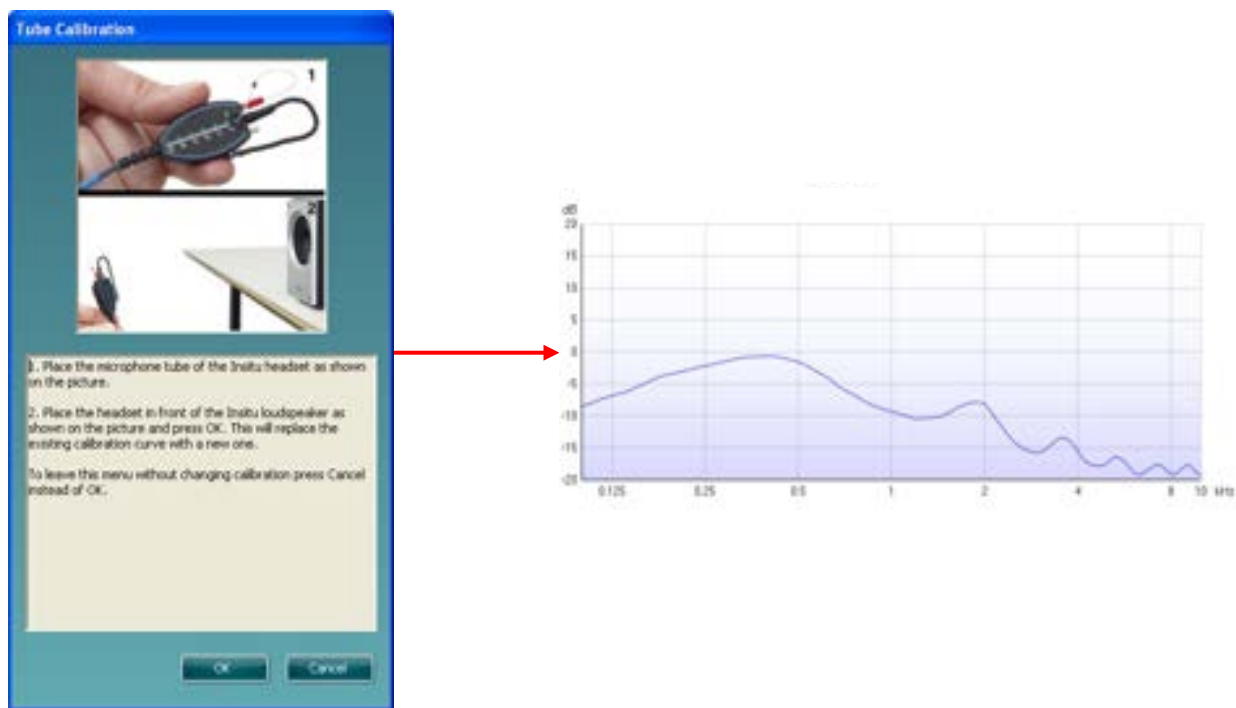 Tube Calibration
1
2
1. Place the microphone tube of the Insitu headset as shown
on the picture.
2. Place the headset in front of the Insitu loudspeaker as
shown on the picture and press OK. This will replace the
existing calibration curve with a new one.
To leave this menu without changing calibration press Cancel
instead of OK.
OK
Cancel
dB
20
15
10
5
0
-5
-10
-15
-20
0.125
0.25
0.5
1
2
4
8
10 kHz